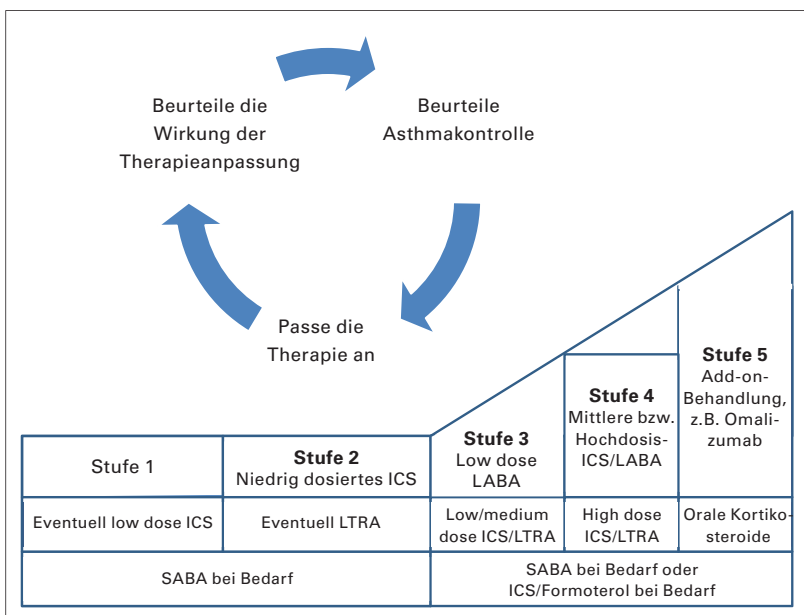 Beurteile die
Wirkung der
Therapieanpassung
Beurteile
Asthmakontrolle
Passe die
Therapie an
Stufe 1
Stufe 2
Niedrig dosiertes ICS
Stufe 3
Low dose
LABA
Stufe 4
Mittlere bzw.
Hochdosis-
ICS/LABA
Stufe 5
Add-on-
Behandlung,
z.B. Omali-
zumab
Eventuell low dose ICS
Eventuell LTRA
Low/medium
dose ICS/LTRA
High dose
ICS/LTRA
Orale Kortiko-
steroide
SABA bei Bedarf
SABA bei Bedarf oder
ICS/Formoterol bei Bedarf